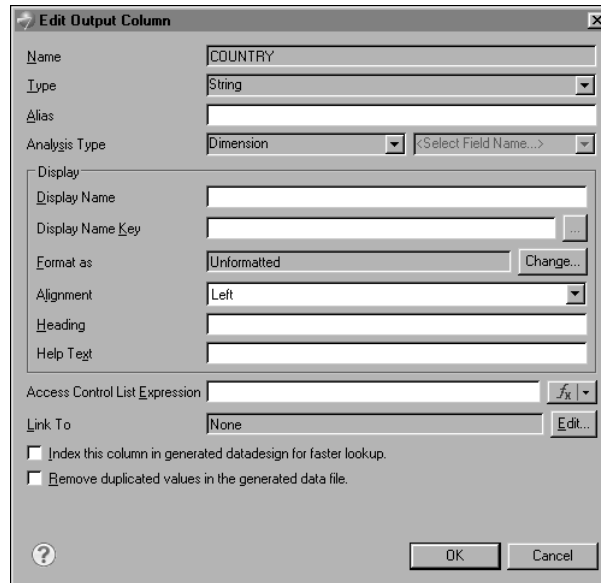 Edit Output Column
Name COUNTRY
Type String
Alias
Analysis Type Dimension <Select Field Name...>
Display
Display Name
Display Name Key ...
Format as Unformatted Change...
Alignment Left
Heading
Help Text
Access Control List Expression fx
Link To None Edit...
Index this column in generated datadesign for faster lookup.
Remove duplicated values in the generated data file.
? OK Cancel